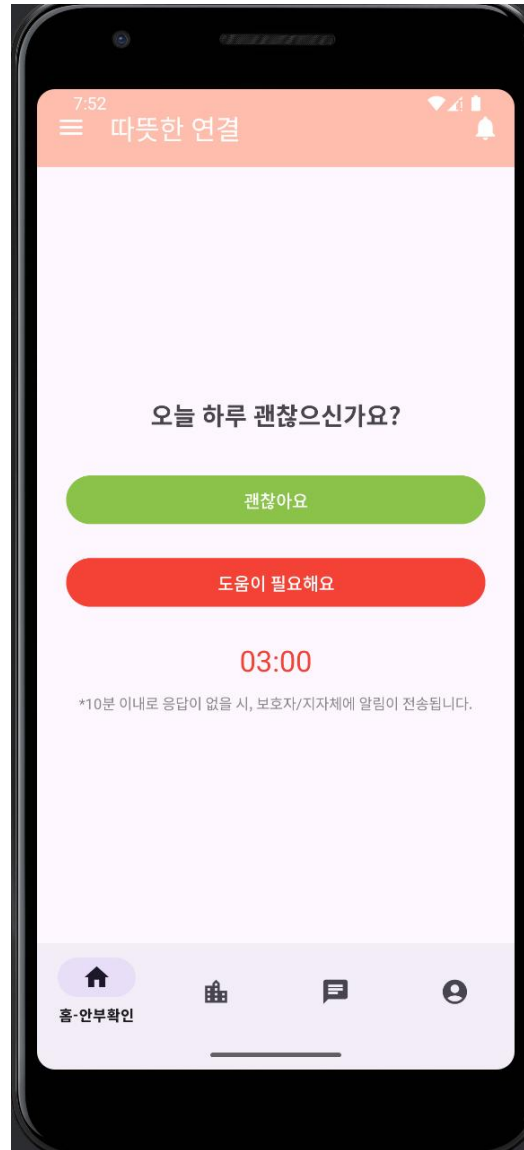 7:52
따뜻한 연결
오늘 하루 괜찮으신가요?
괜찮아요
도움이 필요해요
03:00
*10분 이내로 응답이 없을 시, 보호자/지자체에 알림이 전송됩니다.
홈-안부확인